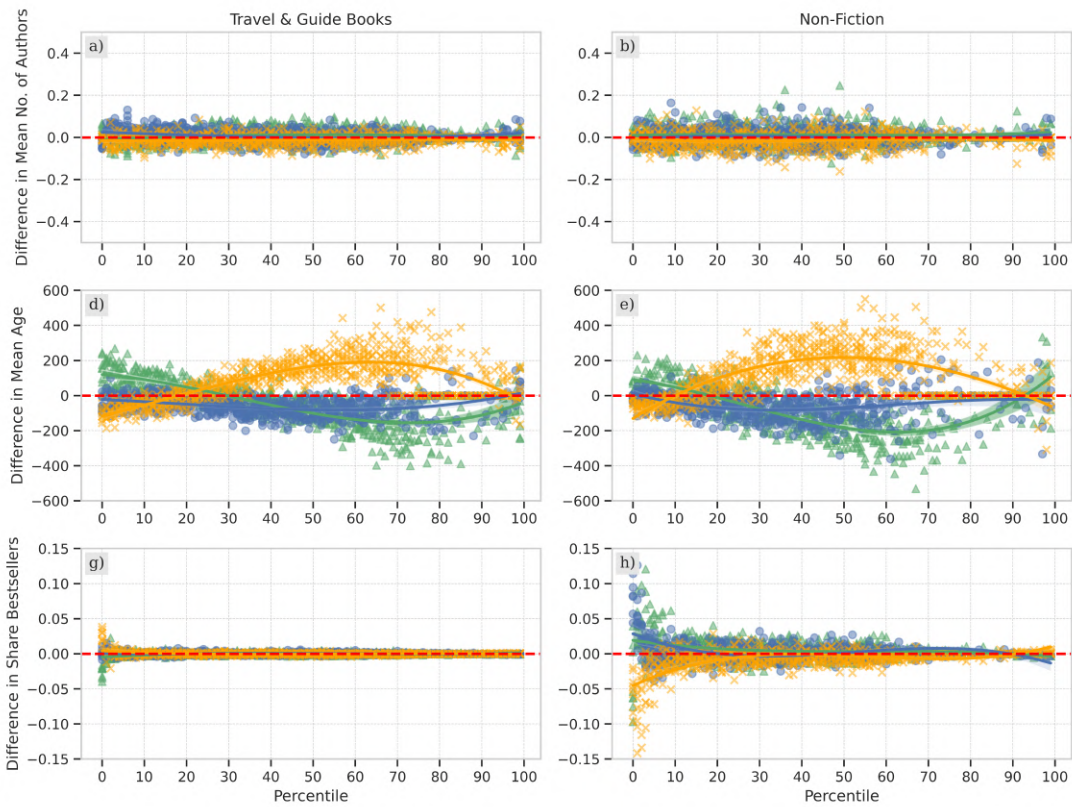 Travel & Guide Books
Non-Fiction
Difference in Mean No. of Authors
a)
0.4
0.2
0.0
−0.2
−0.4
0 10 20 30 40 50 60 70 80 90 100
b)
0.4
0.2
0.0
−0.2
−0.4
0 10 20 30 40 50 60 70 80 90 100
Difference in Mean Age
d)
600
400
200
0
−200
−400
−600
0 10 20 30 40 50 60 70 80 90 100
e)
600
400
200
0
−200
−400
−600
0 10 20 30 40 50 60 70 80 90 100
Difference in Share Bestsellers
g)
0.15
0.10
0.05
0.00
−0.05
−0.10
−0.15
0 10 20 30 40 50 60 70 80 90 100
Percentile
h)
0.15
0.10
0.05
0.00
−0.05
−0.10
−0.15
0 10 20 30 40 50 60 70 80 90 100
Percentile